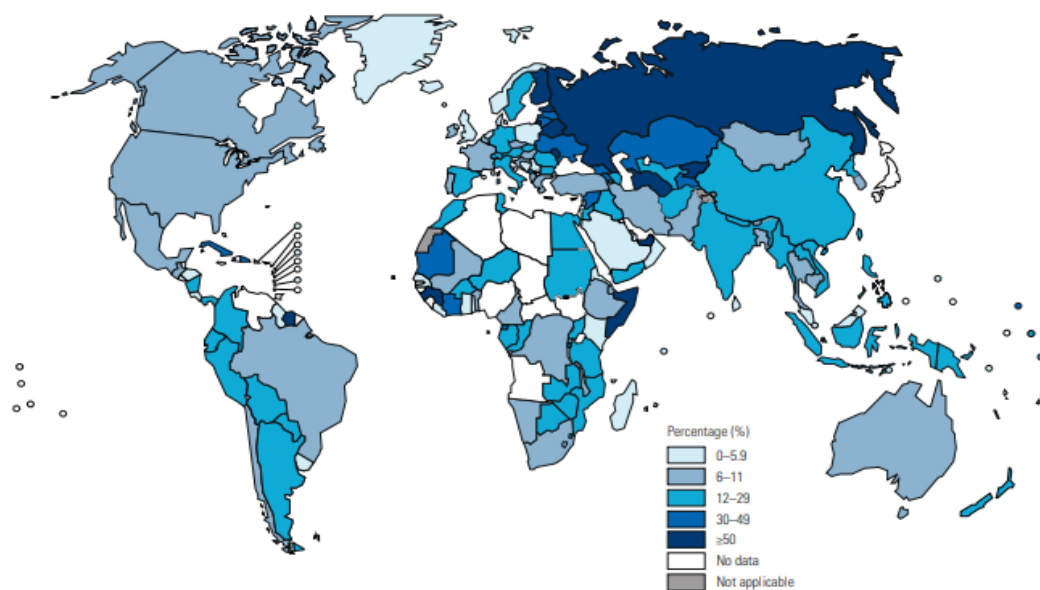 Percentage (%)
0–5.9
6–11
12–29
30–49
≥50
No data
Not applicable